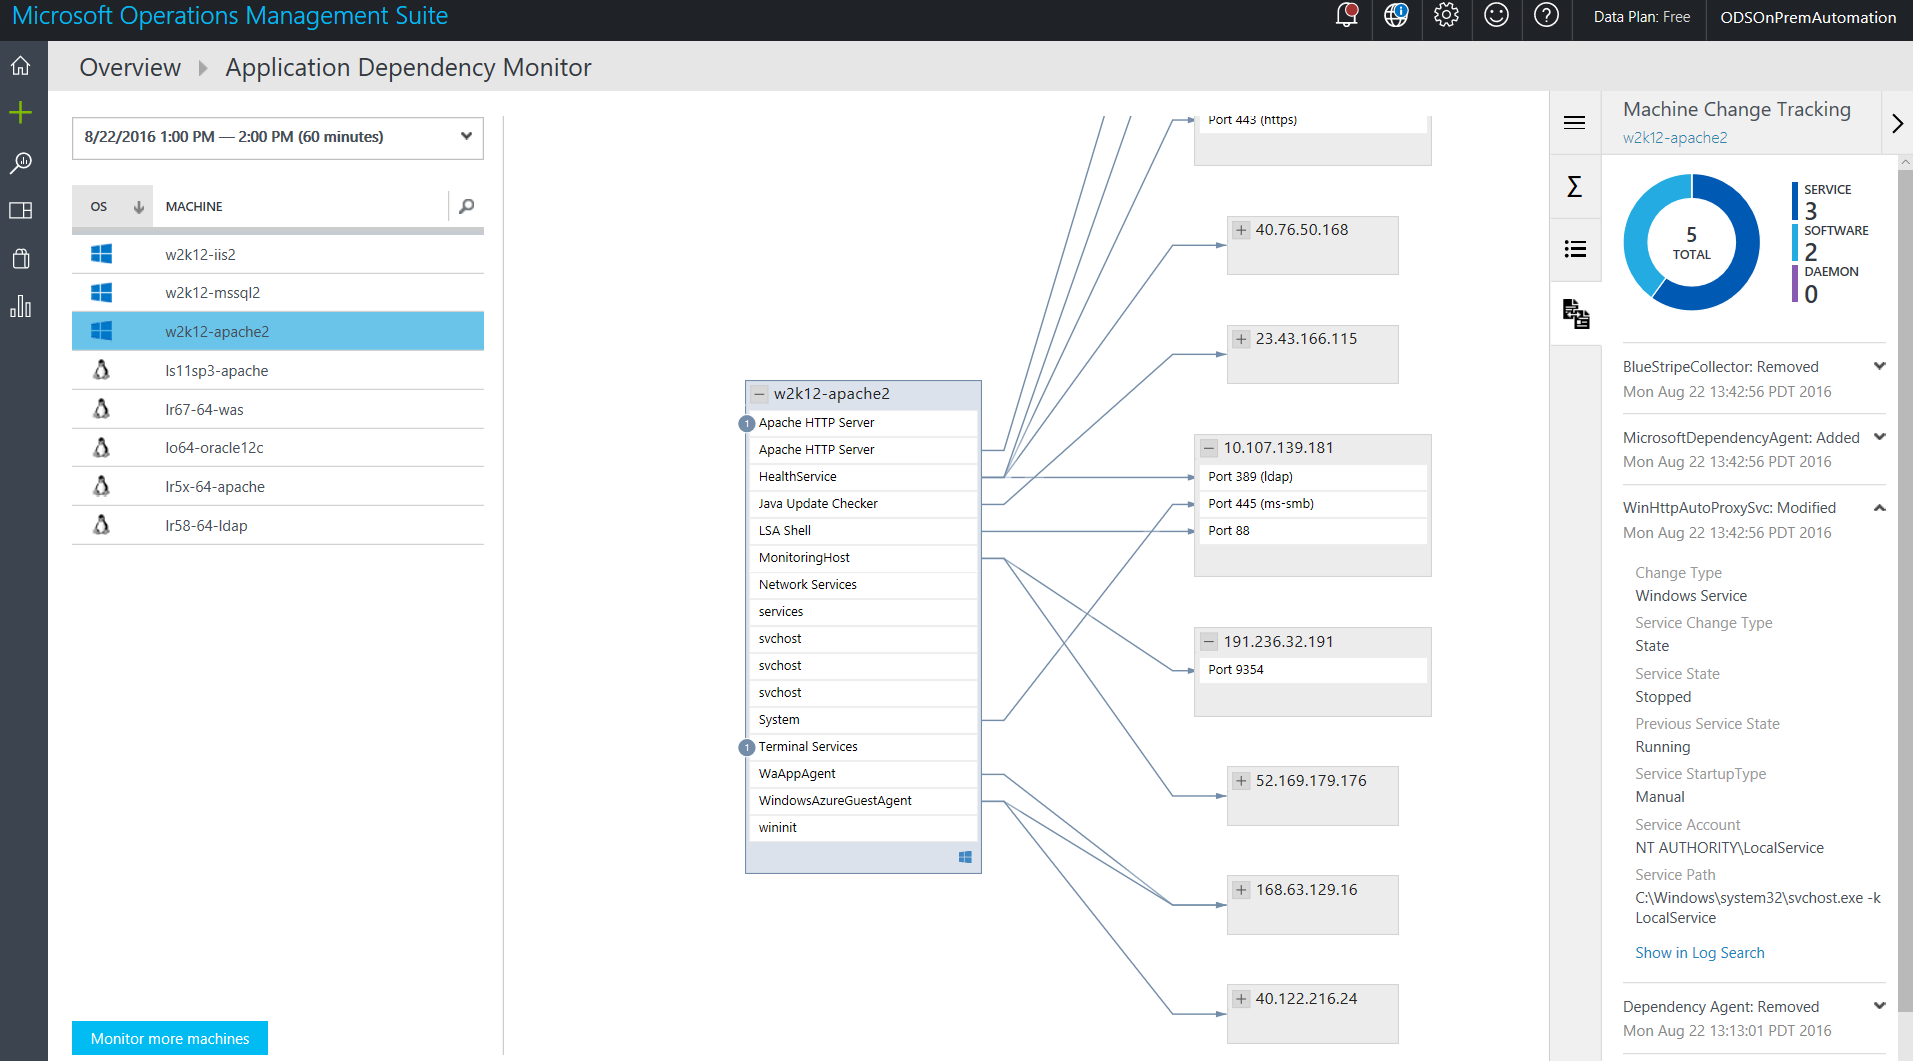 Microsoft Operations Management Suite
Data Plan: Free
ODSOnPremAutomation
Overview
Application Dependency Monitor
8/22/2016 1:00 PM — 2:00 PM (60 minutes)
OS
MACHINE
w2k12-iis2
w2k12-mssql2
w2k12-apache2
ls11sp3-apache
lr67-64-was
lo64-oracle12c
lr5x-64-apache
lr58-64-ldap
Monitor more machines
w2k12-apache2
1 Apache HTTP Server
Apache HTTP Server
HealthService
Java Update Checker
LSA Shell
MonitoringHost
Network Services
services
svchost
svchost
svchost
System
1 Terminal Services
WaAppAgent
WindowsAzureGuestAgent
wininit
Port 443 (https)
40.76.50.168
23.43.166.115
10.107.139.181
Port 389 (ldap)
Port 445 (ms-smb)
Port 88
191.236.32.191
Port 9354
52.169.179.176
168.63.129.16
40.122.216.24
Machine Change Tracking
w2k12-apache2
5
TOTAL
SERVICE
3
SOFTWARE
2
DAEMON
0
BlueStripeCollector: Removed
Mon Aug 22 13:42:56 PDT 2016
MicrosoftDependencyAgent: Added
Mon Aug 22 13:42:56 PDT 2016
WinHttpAutoProxySvc: Modified
Mon Aug 22 13:42:56 PDT 2016
Change Type
Windows Service
Service Change Type
State
Service State
Stopped
Previous Service State
Running
Service StartupType
Manual
Service Account
NT AUTHORITY\LocalService
Service Path
C:\Windows\system32\svchost.exe -k
LocalService
Show in Log Search
Dependency Agent: Removed
Mon Aug 22 13:13:01 PDT 2016